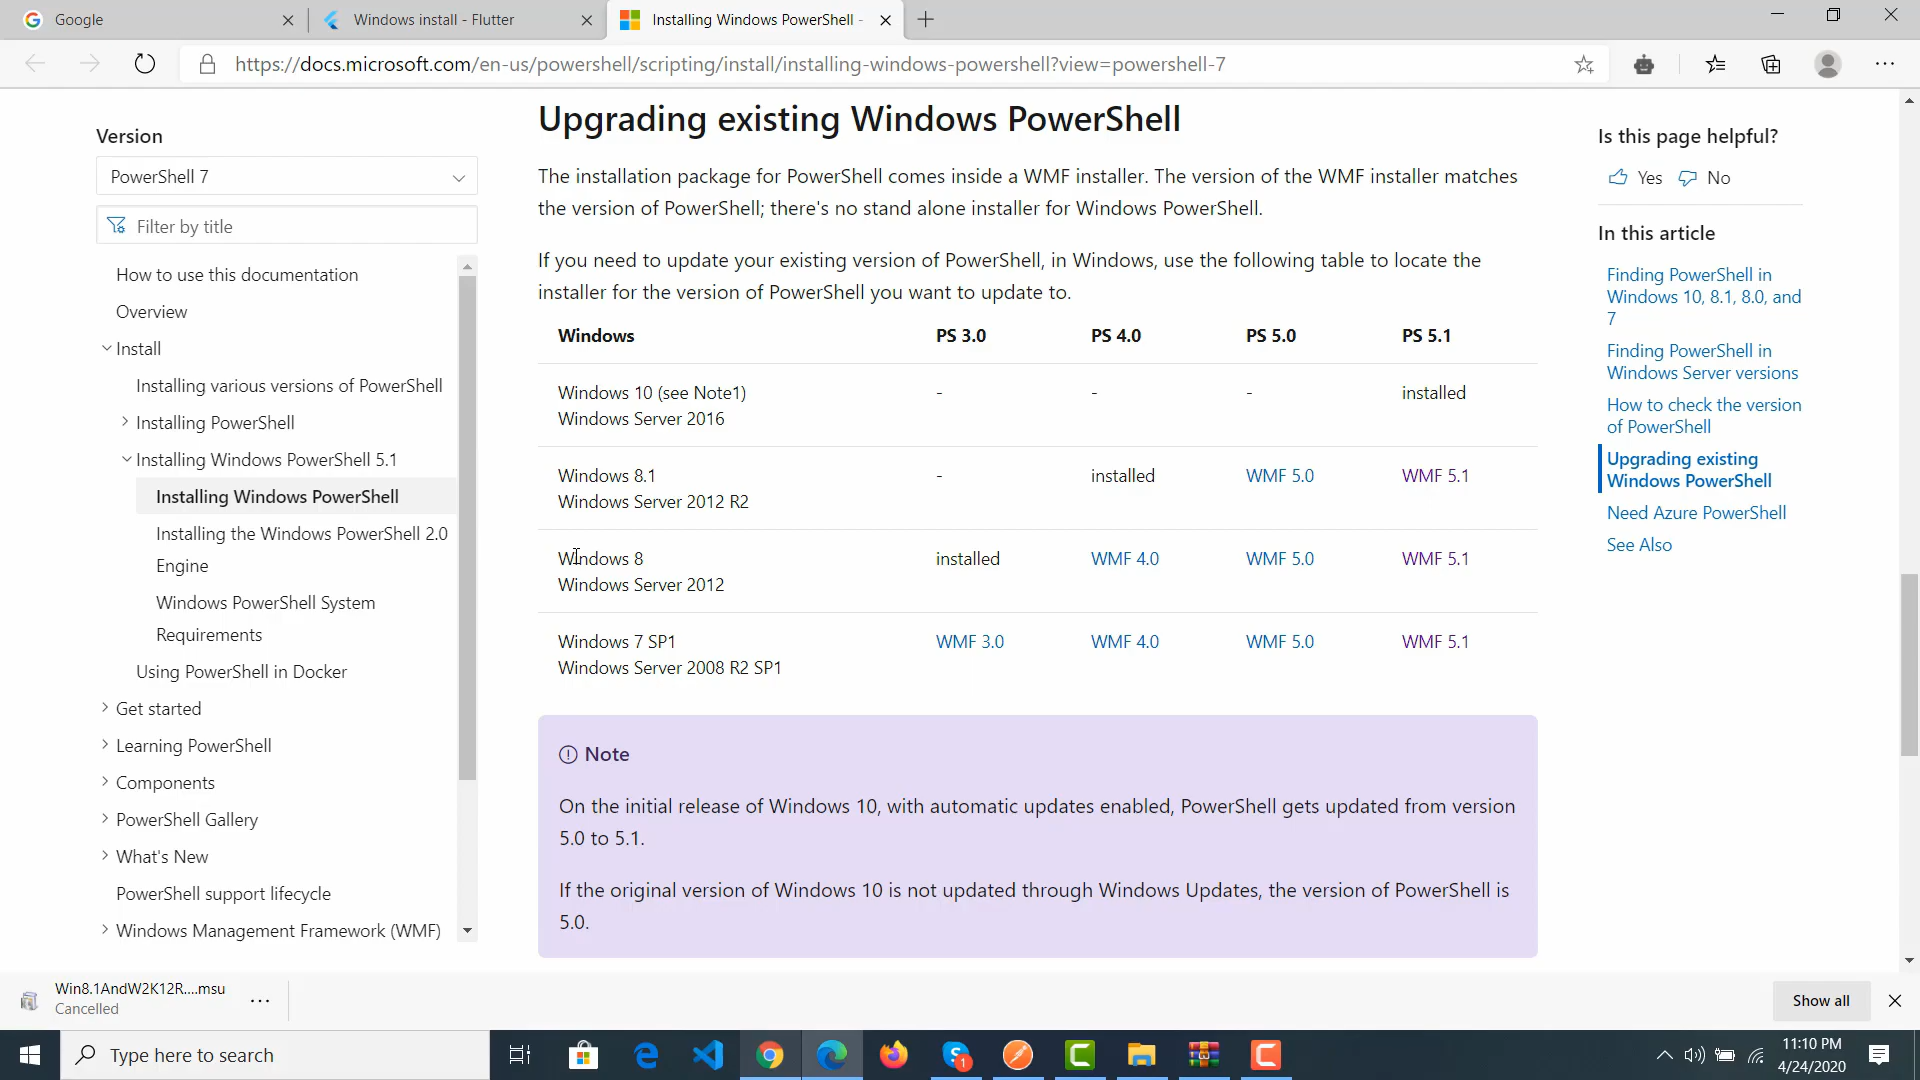 Google
Windows install - Flutter
Installing Windows PowerShell -
https://docs.microsoft.com/en-us/powershell/scripting/install/installing-windows-powershell?view=powershell-7
Version
PowerShell 7
Filter by title
How to use this documentation
Overview
Install
Installing various versions of PowerShell
Installing PowerShell
Installing Windows PowerShell 5.1
Installing Windows PowerShell
Installing the Windows PowerShell 2.0
Engine
Windows PowerShell System
Requirements
Using PowerShell in Docker
Get started
Learning PowerShell
Components
PowerShell Gallery
What's New
PowerShell support lifecycle
Windows Management Framework (WMF)
Upgrading existing Windows PowerShell
The installation package for PowerShell comes inside a WMF installer. The version of the WMF installer matches
the version of PowerShell; there's no stand alone installer for Windows PowerShell.
If you need to update your existing version of PowerShell, in Windows, use the following table to locate the
installer for the version of PowerShell you want to update to.
Windows PS 3.0 PS 4.0 PS 5.0 PS 5.1
Windows 10 (see Note1) - - - installed
Windows Server 2016
Windows 8.1 - installed WMF 5.0 WMF 5.1
Windows Server 2012 R2
Windows 8 installed WMF 4.0 WMF 5.0 WMF 5.1
Windows Server 2012
Windows 7 SP1 WMF 3.0 WMF 4.0 WMF 5.0 WMF 5.1
Windows Server 2008 R2 SP1
Note
On the initial release of Windows 10, with automatic updates enabled, PowerShell gets updated from version
5.0 to 5.1.
If the original version of Windows 10 is not updated through Windows Updates, the version of PowerShell is
5.0.
Is this page helpful?
Yes No
In this article
Finding PowerShell in
Windows 10, 8.1, 8.0, and
7
Finding PowerShell in
Windows Server versions
How to check the version
of PowerShell
Upgrading existing
Windows PowerShell
Need Azure PowerShell
See Also
Win8.1AndW2K12R....msu
Cancelled
Show all
Type here to search
1
11:10 PM
4/24/2020